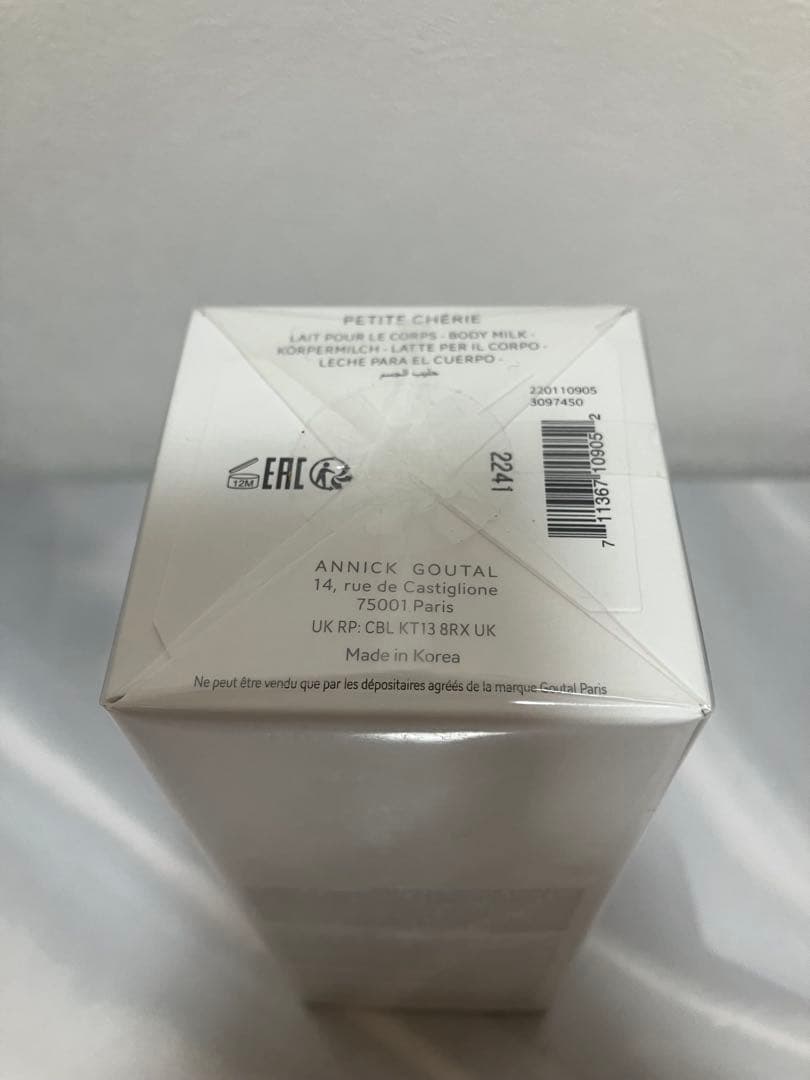 PETITE CHÉRIE
LAIT POUR LE CORPS - BODY MILK -
KÖRPERMILCH - LATTE PER IL CORPO -
LECHE PARA EL CUERPO -
حليب الجسم
220110905
3097450
7 11367 10905 2
2241
12M
EAC
ANNICK GOUTAL
14, rue de Castiglione
75001 Paris
UK RP: CBL KT13 8RX UK
Made in Korea
Ne peut être vendu que par les dépositaires agréés de la marque Goutal Paris